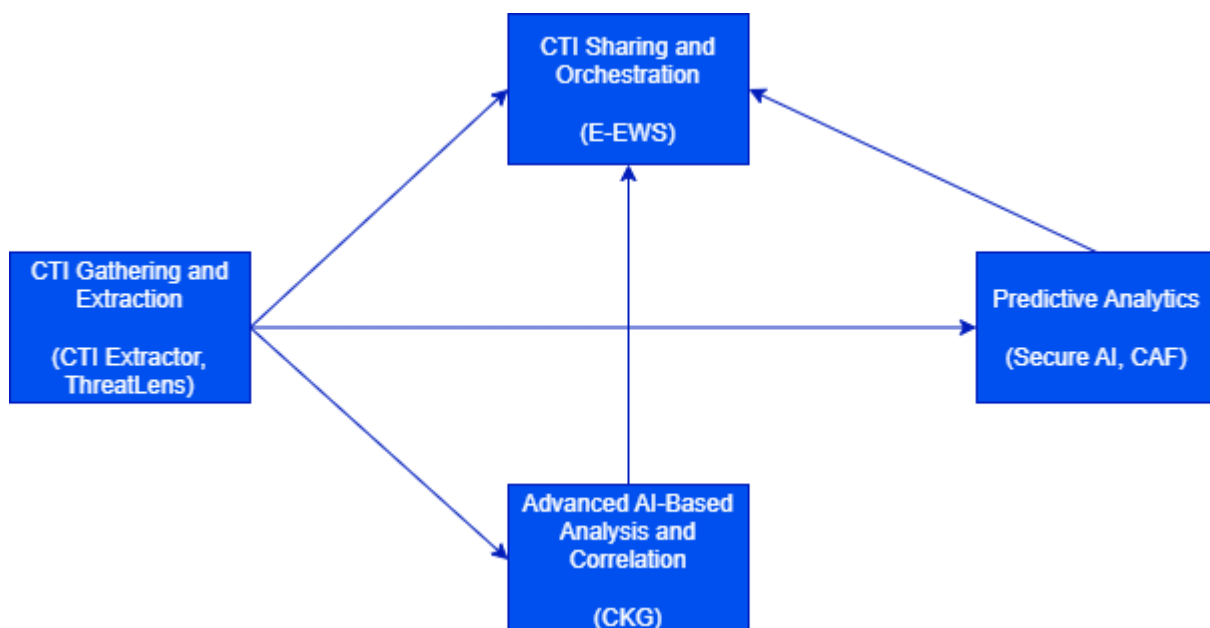 CTI Sharing and
Orchestration
(E-EWS)
CTI Gathering and
Extraction
(CTI Extractor,
ThreatLens)
Predictive Analytics
(Secure AI, CAF)
Advanced AI-Based
Analysis and
Correlation
(CKG)